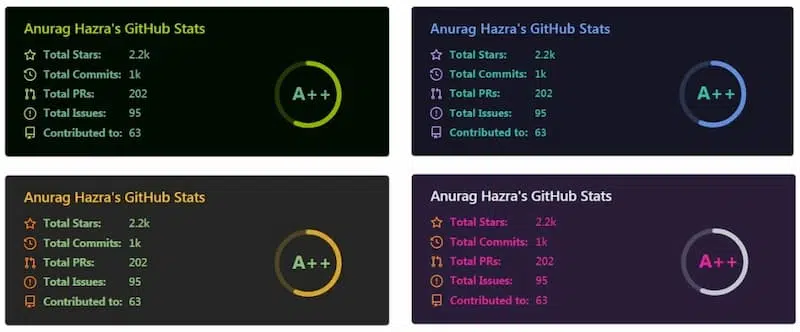 Anurag Hazra's GitHub Stats
Total Stars: 2.2k
Total Commits: 1k
Total PRs: 202
Total Issues: 95
Contributed to: 63
A++
Anurag Hazra's GitHub Stats
Total Stars: 2.2k
Total Commits: 1k
Total PRs: 202
Total Issues: 95
Contributed to: 63
A++
Anurag Hazra's GitHub Stats
Total Stars: 2.2k
Total Commits: 1k
Total PRs: 202
Total Issues: 95
Contributed to: 63
A++
Anurag Hazra's GitHub Stats
Total Stars: 2.2k
Total Commits: 1k
Total PRs: 202
Total Issues: 95
Contributed to: 63
A++